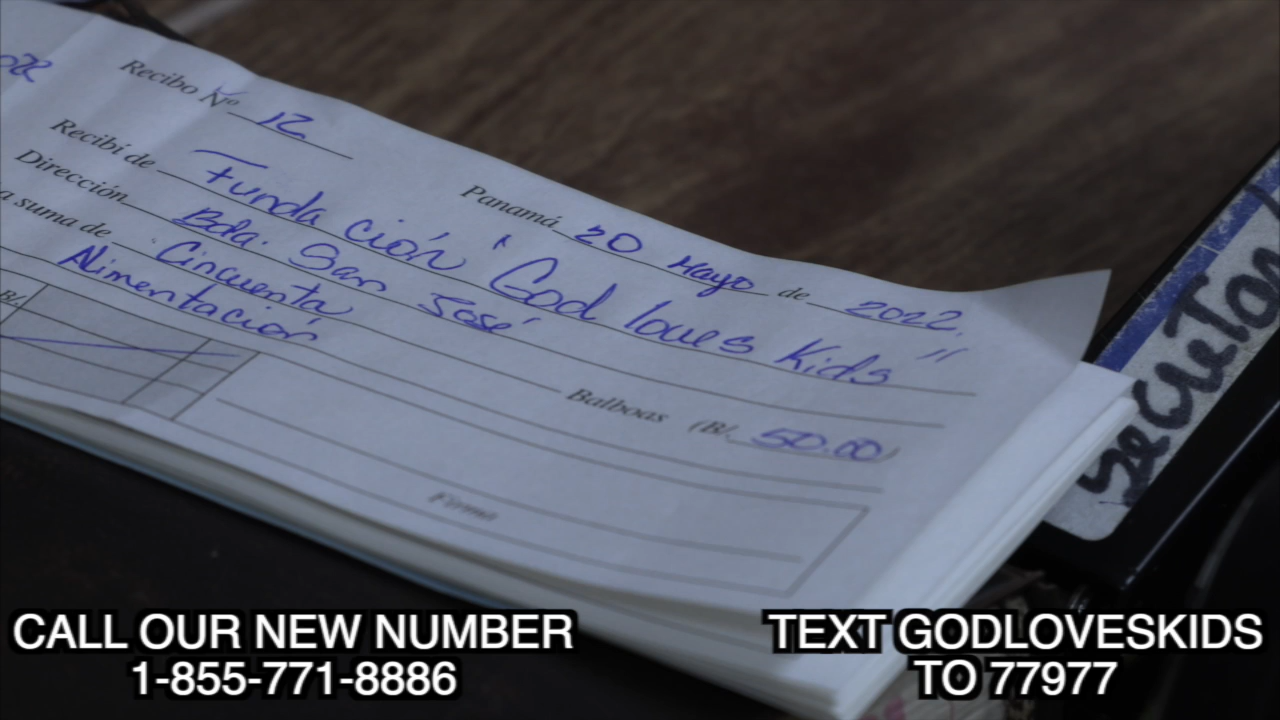 Recibo Nº 12
Panamá 20 Mayo de 2022.
Recibí de Fundación "God loves Kids"
Dirección Bda. San José
a suma de Cincuenta
Balboas (B/. 50.00)
Alimentación
B/.
Firma
CALL OUR NEW NUMBER
1-855-771-8886
TEXT GODLOVESKIDS
TO 77977